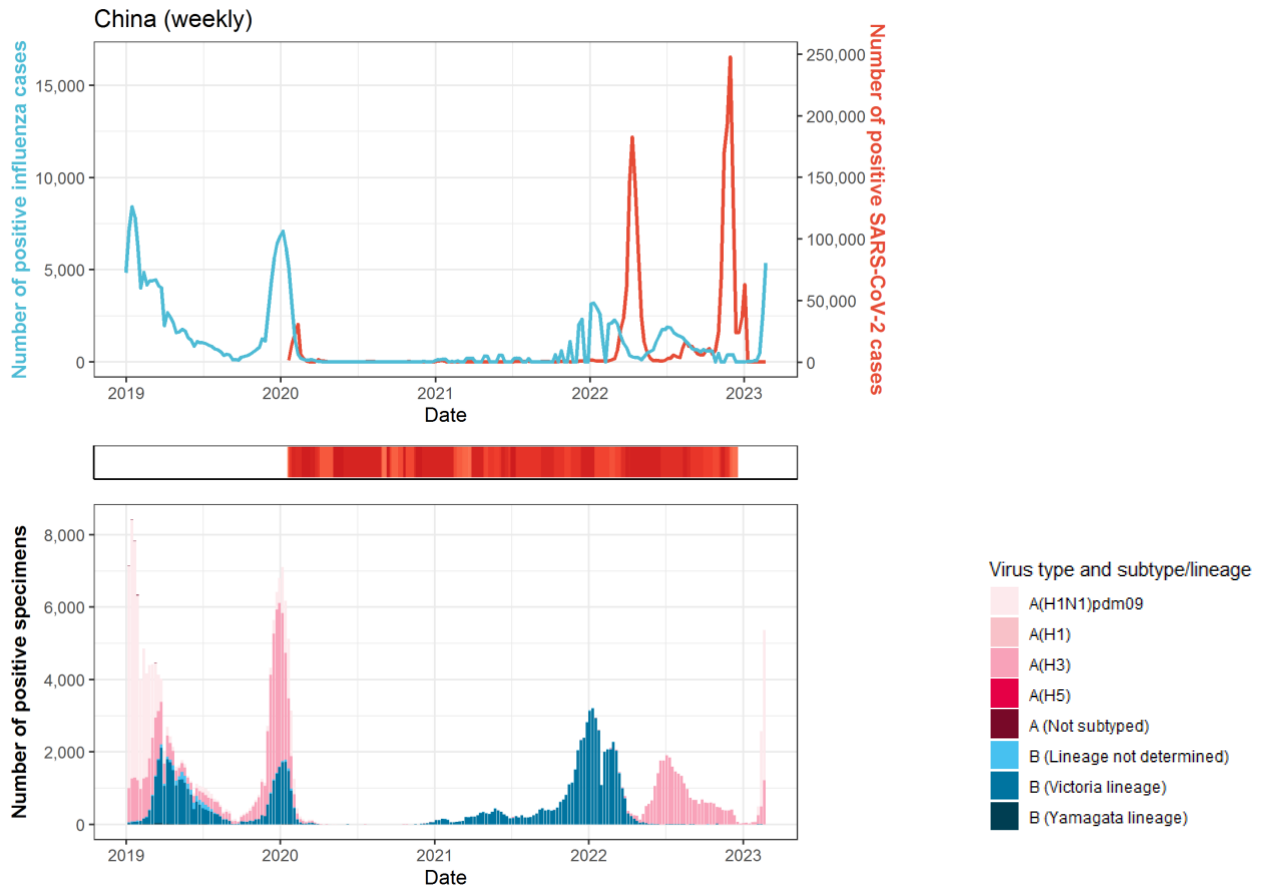 China (weekly)
Number of positive influenza cases
15,000
10,000
5,000
0
250,000
200,000
150,000
100,000
50,000
0
Number of positive SARS-CoV-2 cases
2019 2020 2021 2022 2023
Date
Number of positive specimens
8,000
6,000
4,000
2,000
0
2019 2020 2021 2022 2023
Date
Virus type and subtype/lineage
A(H1N1)pdm09
A(H1)
A(H3)
A(H5)
A (Not subtyped)
B (Lineage not determined)
B (Victoria lineage)
B (Yamagata lineage)